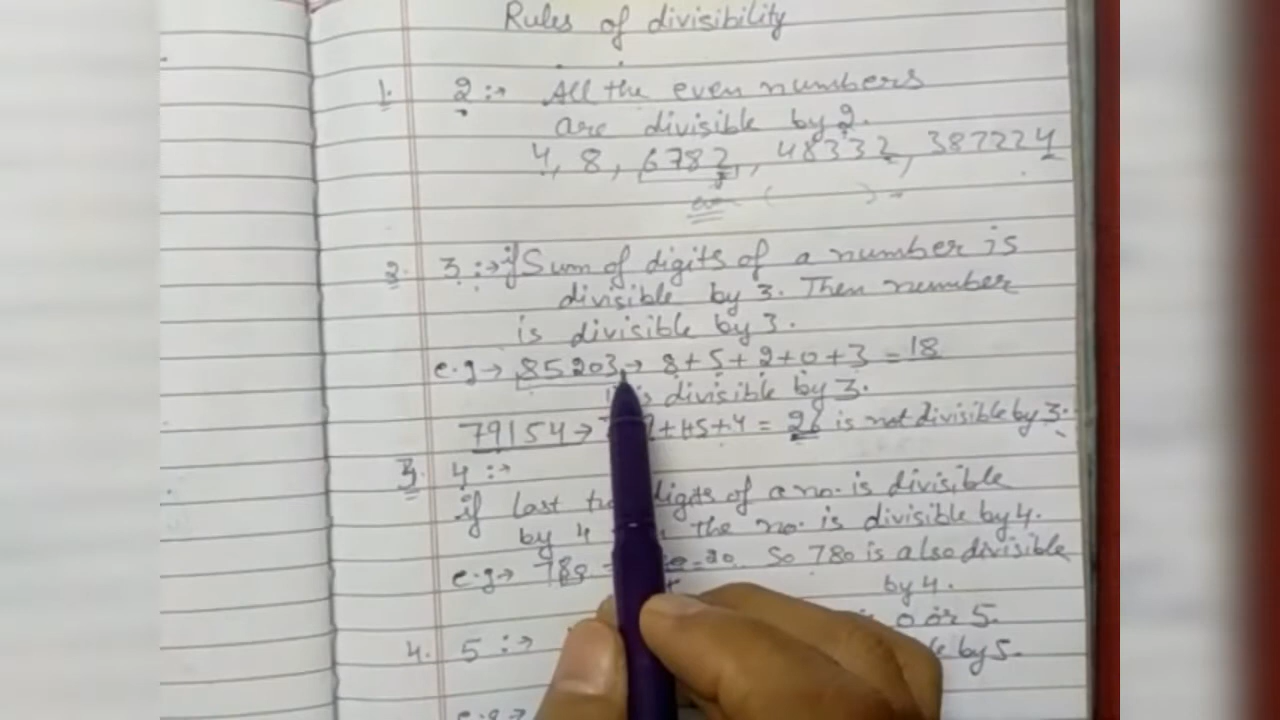 Rules of divisibility
1. 2 :→ All the even numbers
are divisible by 2.
4, 8, 6782, 48332, 387224
2. 3 :→ if Sum of digits of a number is
divisible by 3. Then number
is divisible by 3.
e.g → 85203 → 8+5+2+0+3 = 18
divisible by 3.
79154 → +15+4 = 26 is not divisible by 3.
3. 4 :→
if last digits of a no. is divisible
by 4 the no. is divisible by 4.
e.g → 780 = 20 So 780 is also divisible
by 4.
4. 5 :→ 0 or 5.
by 5.
e.g →